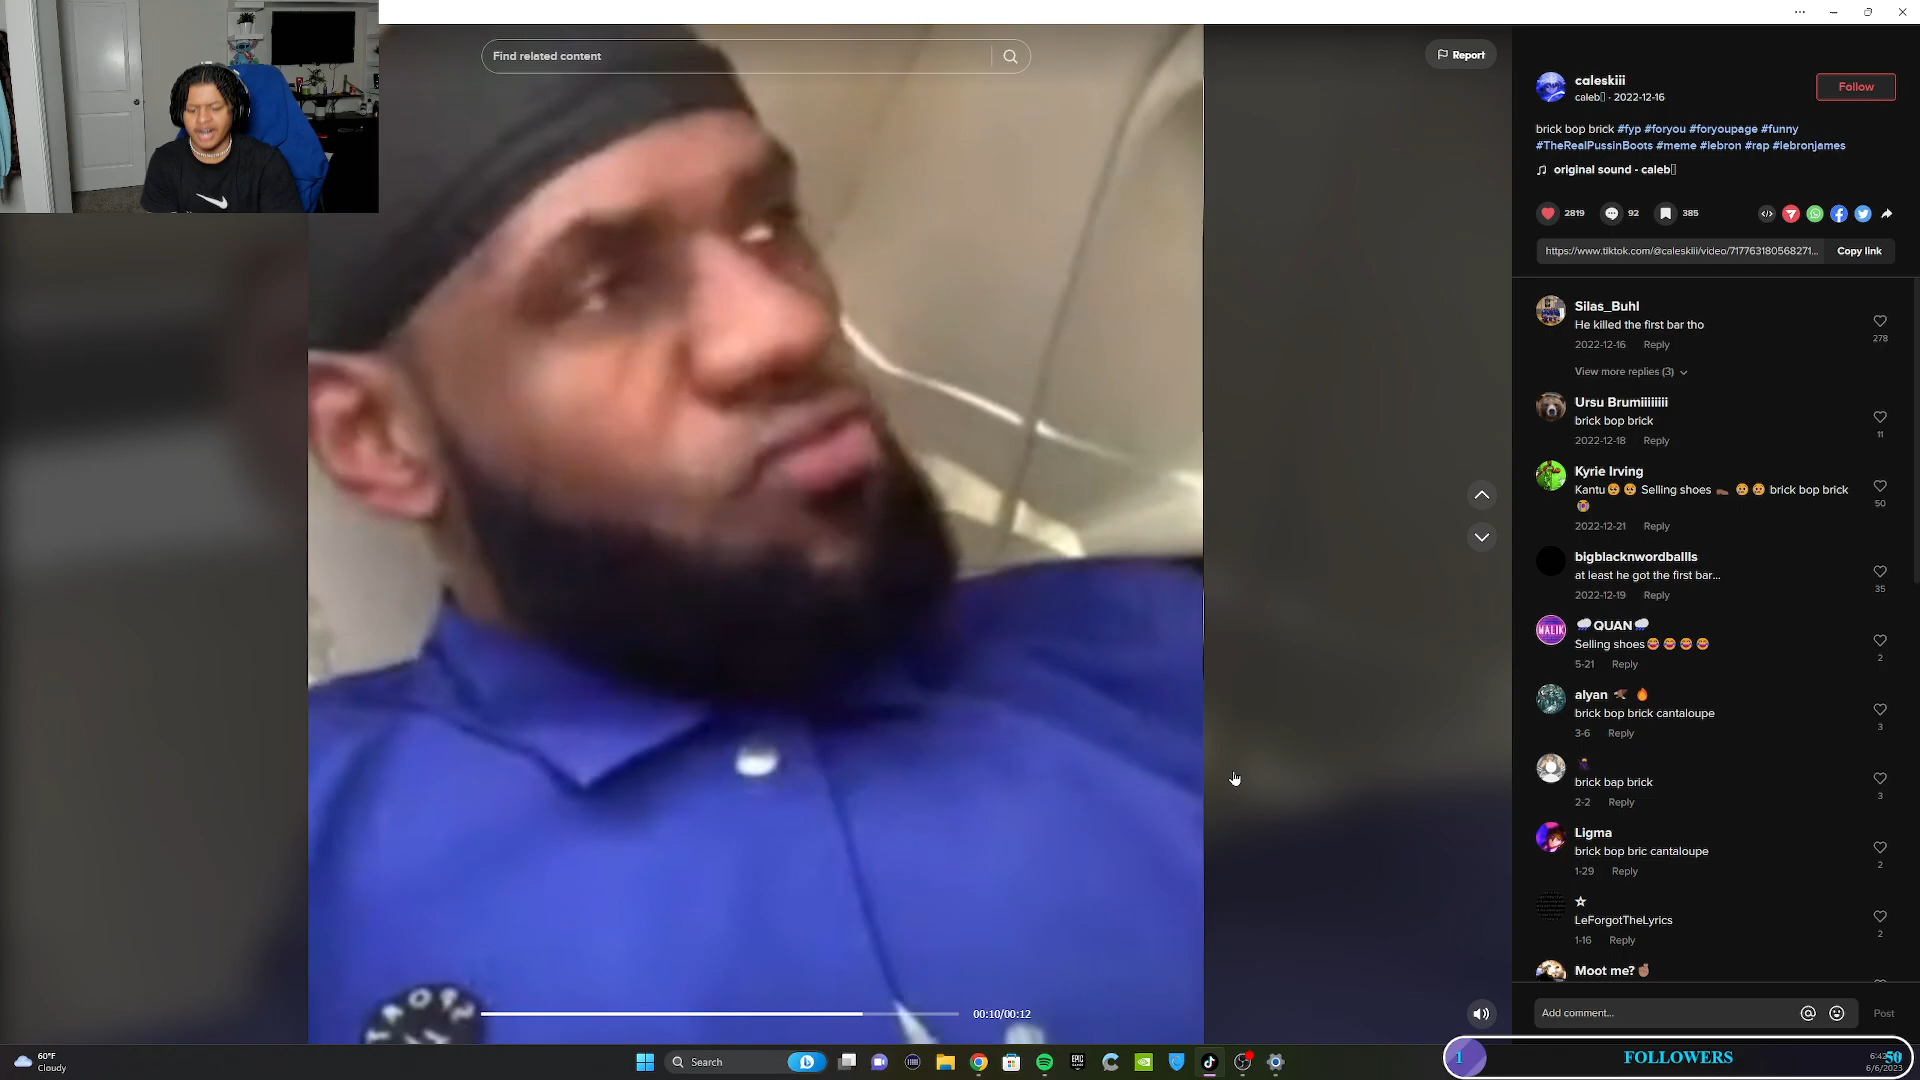 Find related content
Report
caleskiii
caleb · 2022-12-16
Follow
brick bop brick #fyp #foryou #foryoupage #funny
#TheRealPussinBoots #meme #lebron #rap #lebronjames
original sound - caleb
2819 92 385
https://www.tiktok.com/@caleskiii/video/717763180568271... Copy link
Silas_Buhl
He killed the first bar tho
278
2022-12-16 Reply
View more replies (3)
Ursu Brumiiiiiiii
brick bop brick
11
2022-12-18 Reply
Kyrie Irving
Kantu🥺🥺 Selling shoes 👞 🥺🥺 brick bop brick
50
2022-12-21 Reply
bigblacknwordballls
at least he got the first bar...
35
2022-12-19 Reply
MALIK
🌧️QUAN🌧️
Selling shoes
2
5-21 Reply
alyan 🔥
brick bop brick cantaloupe
3
3-6 Reply
brick bap brick
3
2-2 Reply
Ligma
brick bop bric cantaloupe
2
1-29 Reply
☆
LeForgotTheLyrics
2
1-16 Reply
Moot me?
00:10/00:12
Add comment...
Post
60°F
Cloudy
Search
EPIC
1 FOLLOWERS 50
6/6/2023